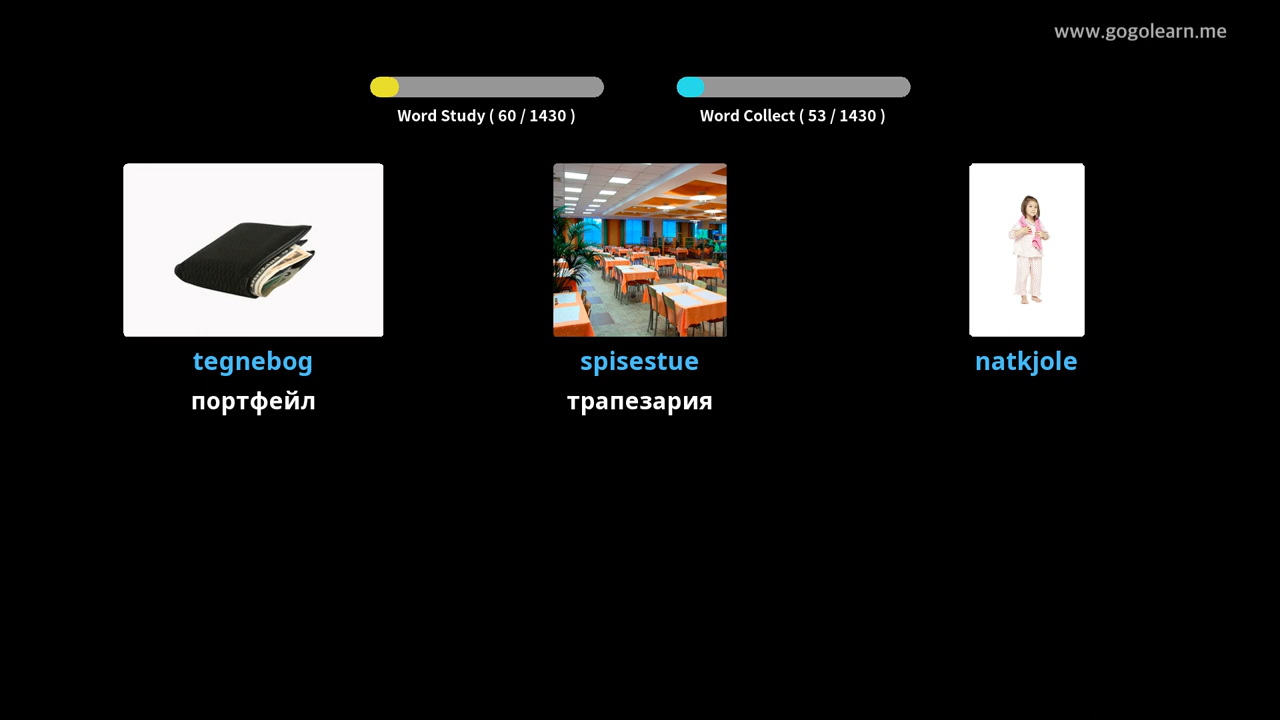 www.gogolearn.me
Word Study ( 60 / 1430 )
Word Collect ( 53 / 1430 )
tegnebog
spisestue
natkjole
портфейл
трапезария